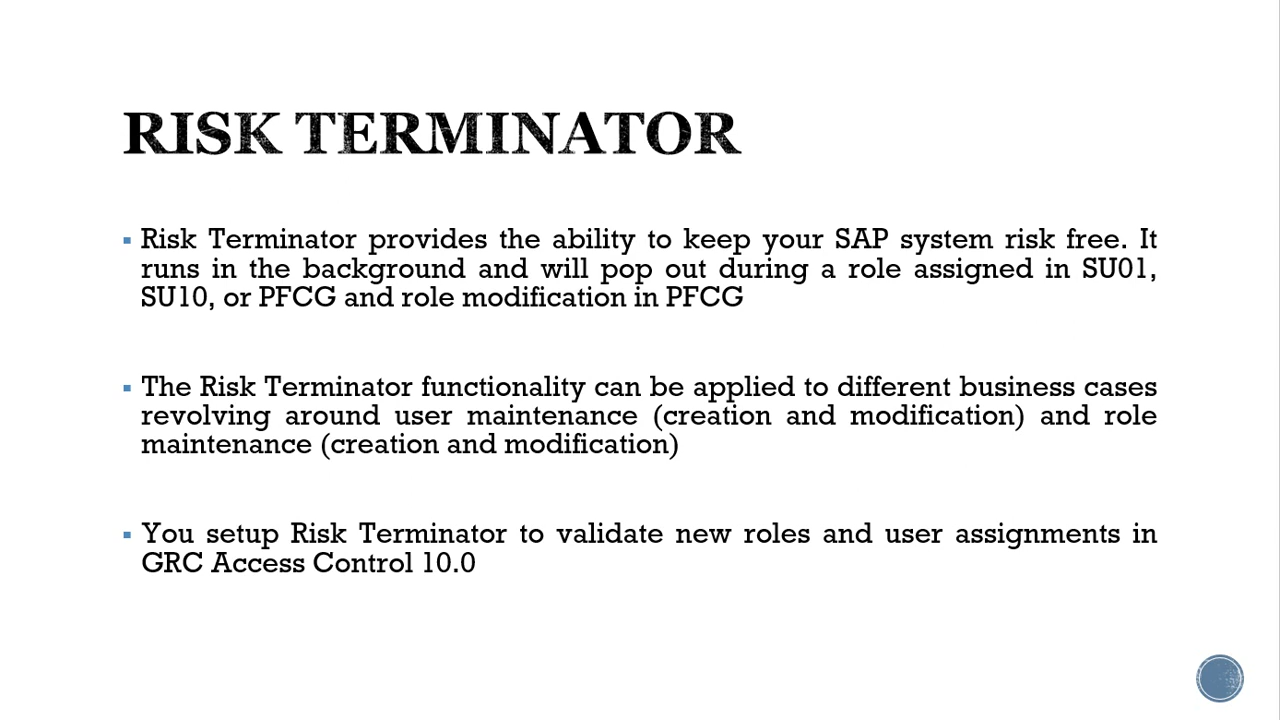 RISK TERMINATOR
▪ Risk Terminator provides the ability to keep your SAP system risk free. It
runs in the background and will pop out during a role assigned in SU01,
SU10, or PFCG and role modification in PFCG
▪ The Risk Terminator functionality can be applied to different business cases
revolving around user maintenance (creation and modification) and role
maintenance (creation and modification)
▪ You setup Risk Terminator to validate new roles and user assignments in
GRC Access Control 10.0